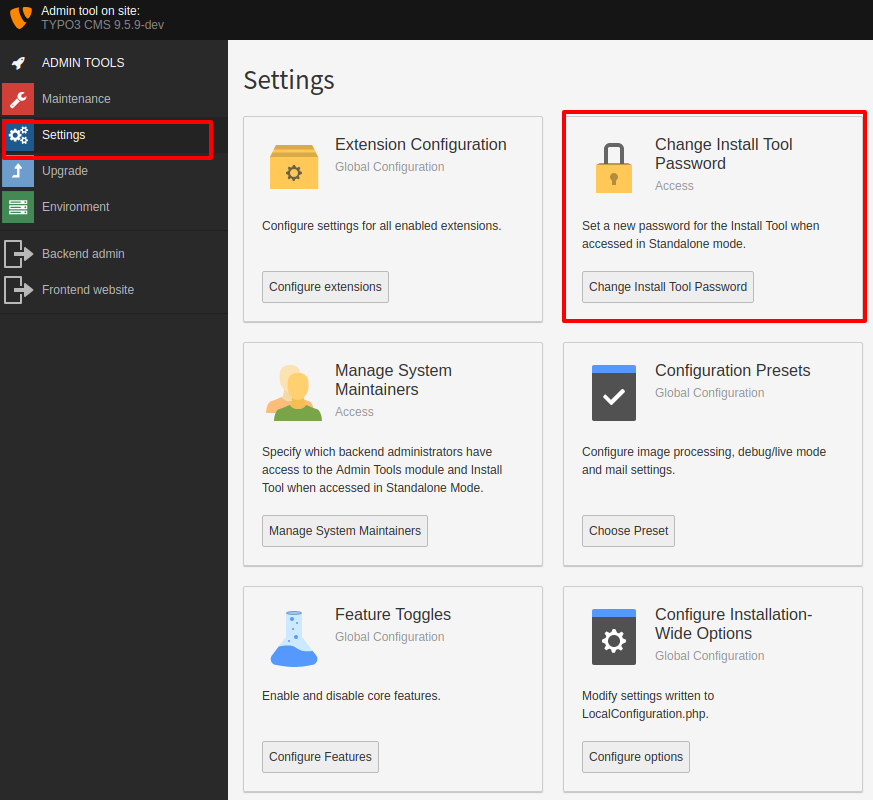 Admin tool on site:
TYPO3 CMS 9.5.9-dev
ADMIN TOOLS
Maintenance
Settings
Upgrade
Environment
Backend admin
Frontend website
Settings
Extension Configuration
Global Configuration
Configure settings for all enabled extensions.
Configure extensions
Change Install Tool
Password
Access
Set a new password for the Install Tool when
accessed in Standalone mode.
Change Install Tool Password
Manage System
Maintainers
Access
Specify which backend administrators have
access to the Admin Tools module and Install
Tool when accessed in Standalone Mode.
Manage System Maintainers
Configuration Presets
Global Configuration
Configure image processing, debug/live mode
and mail settings.
Choose Preset
Feature Toggles
Global Configuration
Enable and disable core features.
Configure Features
Configure Installation-
Wide Options
Global Configuration
Modify settings written to
LocalConfiguration.php.
Configure options